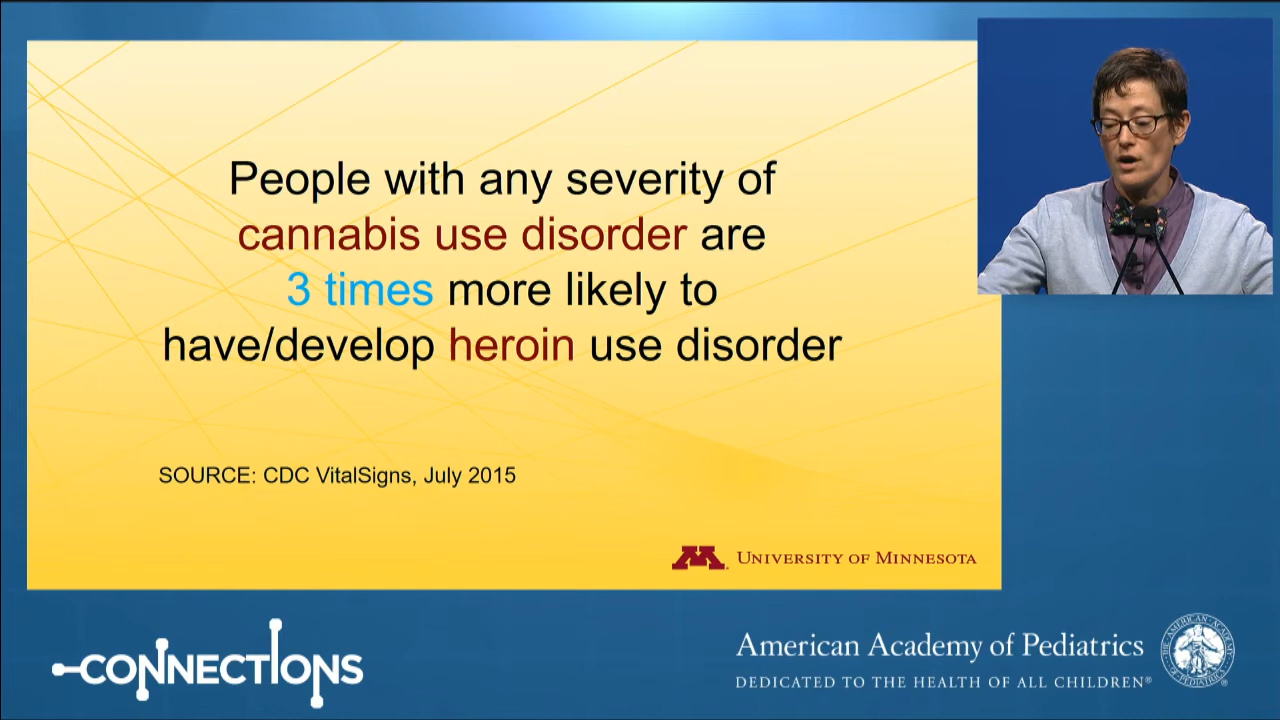 People with any severity of
cannabis use disorder are
3 times more likely to
have/develop heroin use disorder
SOURCE: CDC VitalSigns, July 2015
M
UNIVERSITY OF MINNESOTA
CONNECTIONS
American Academy of Pediatrics
DEDICATED TO THE HEALTH OF ALL CHILDREN®